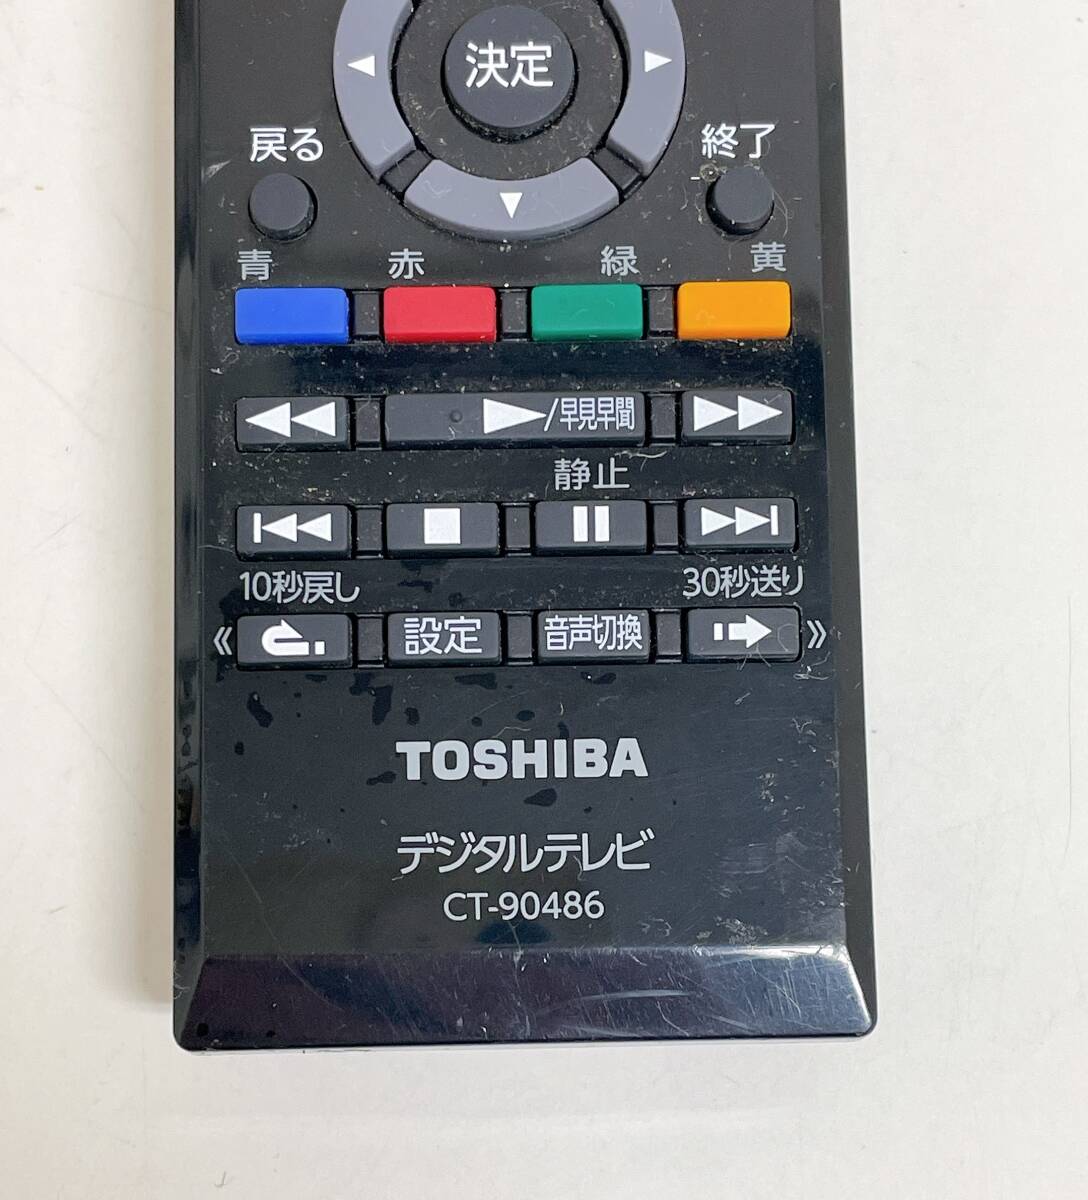 決定
戻る 終了
青 赤 緑 黄
/早見早聞
静止
10秒戻し 30秒送り
設定 音声切換
TOSHIBA
デジタルテレビ
CT-90486